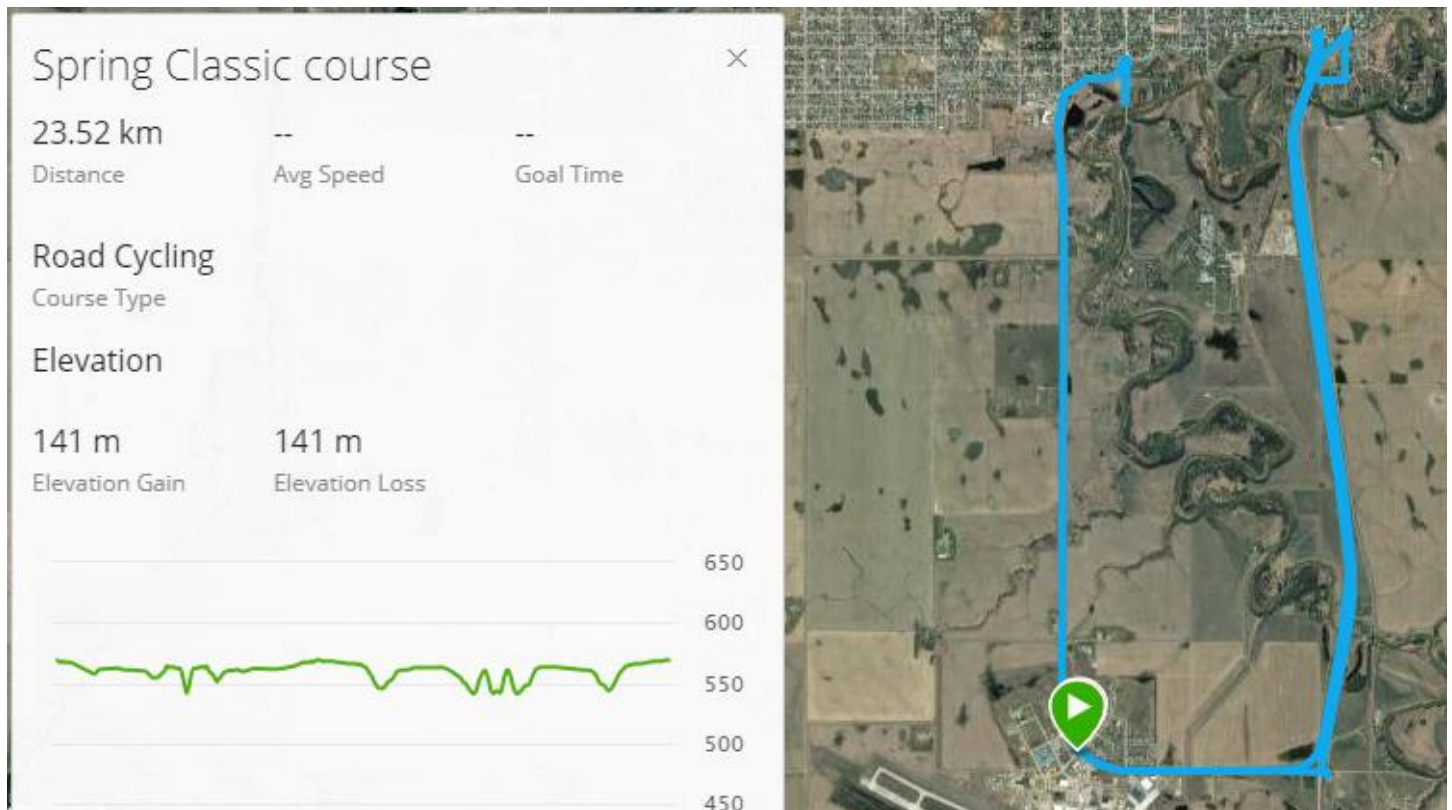 Spring Classic course
23.52 km -- --
Distance Avg Speed Goal Time
Road Cycling
Course Type
Elevation
141 m 141 m
Elevation Gain Elevation Loss
650
600
550
500
450